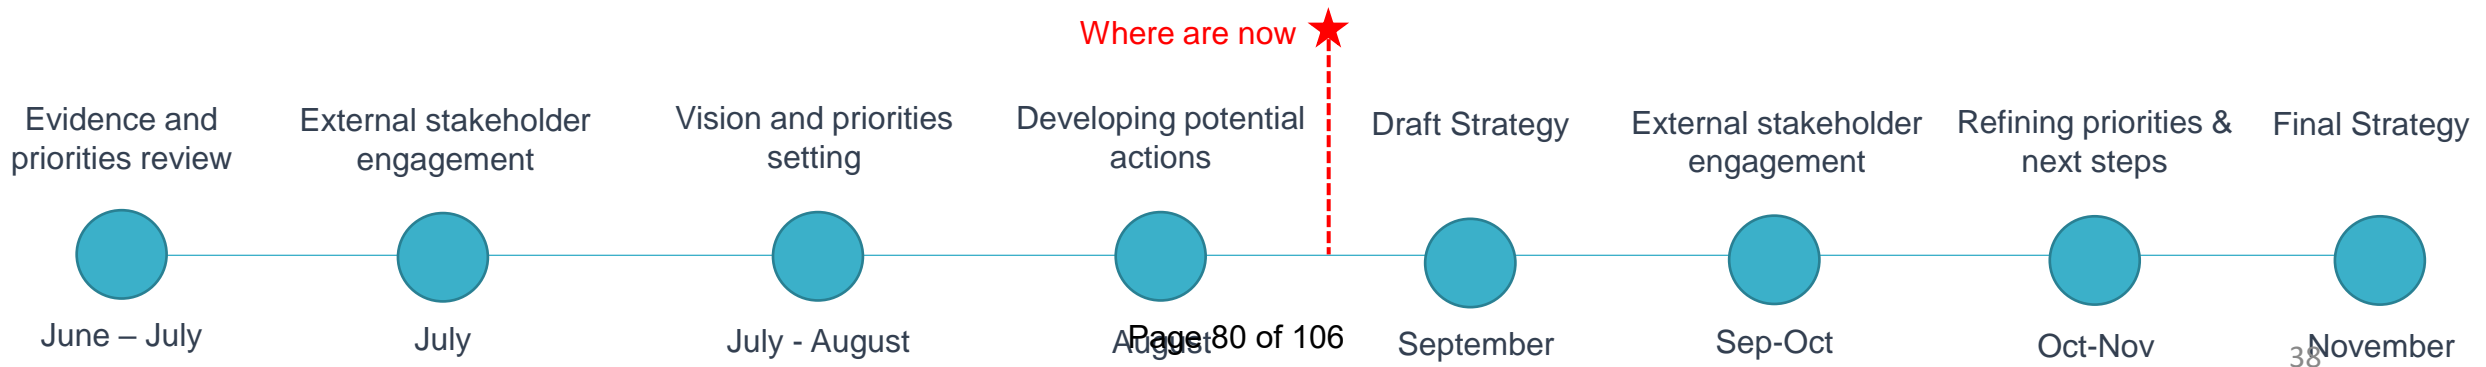 Where are now
Evidence and
priorities review
External stakeholder
engagement
Vision and priorities
setting
Developing potential
actions
Draft Strategy
External stakeholder
engagement
Refining priorities &
next steps
Final Strategy
June – July
July
July - August
August
Page 80 of 106
September
Sep-Oct
Oct-Nov
November
38